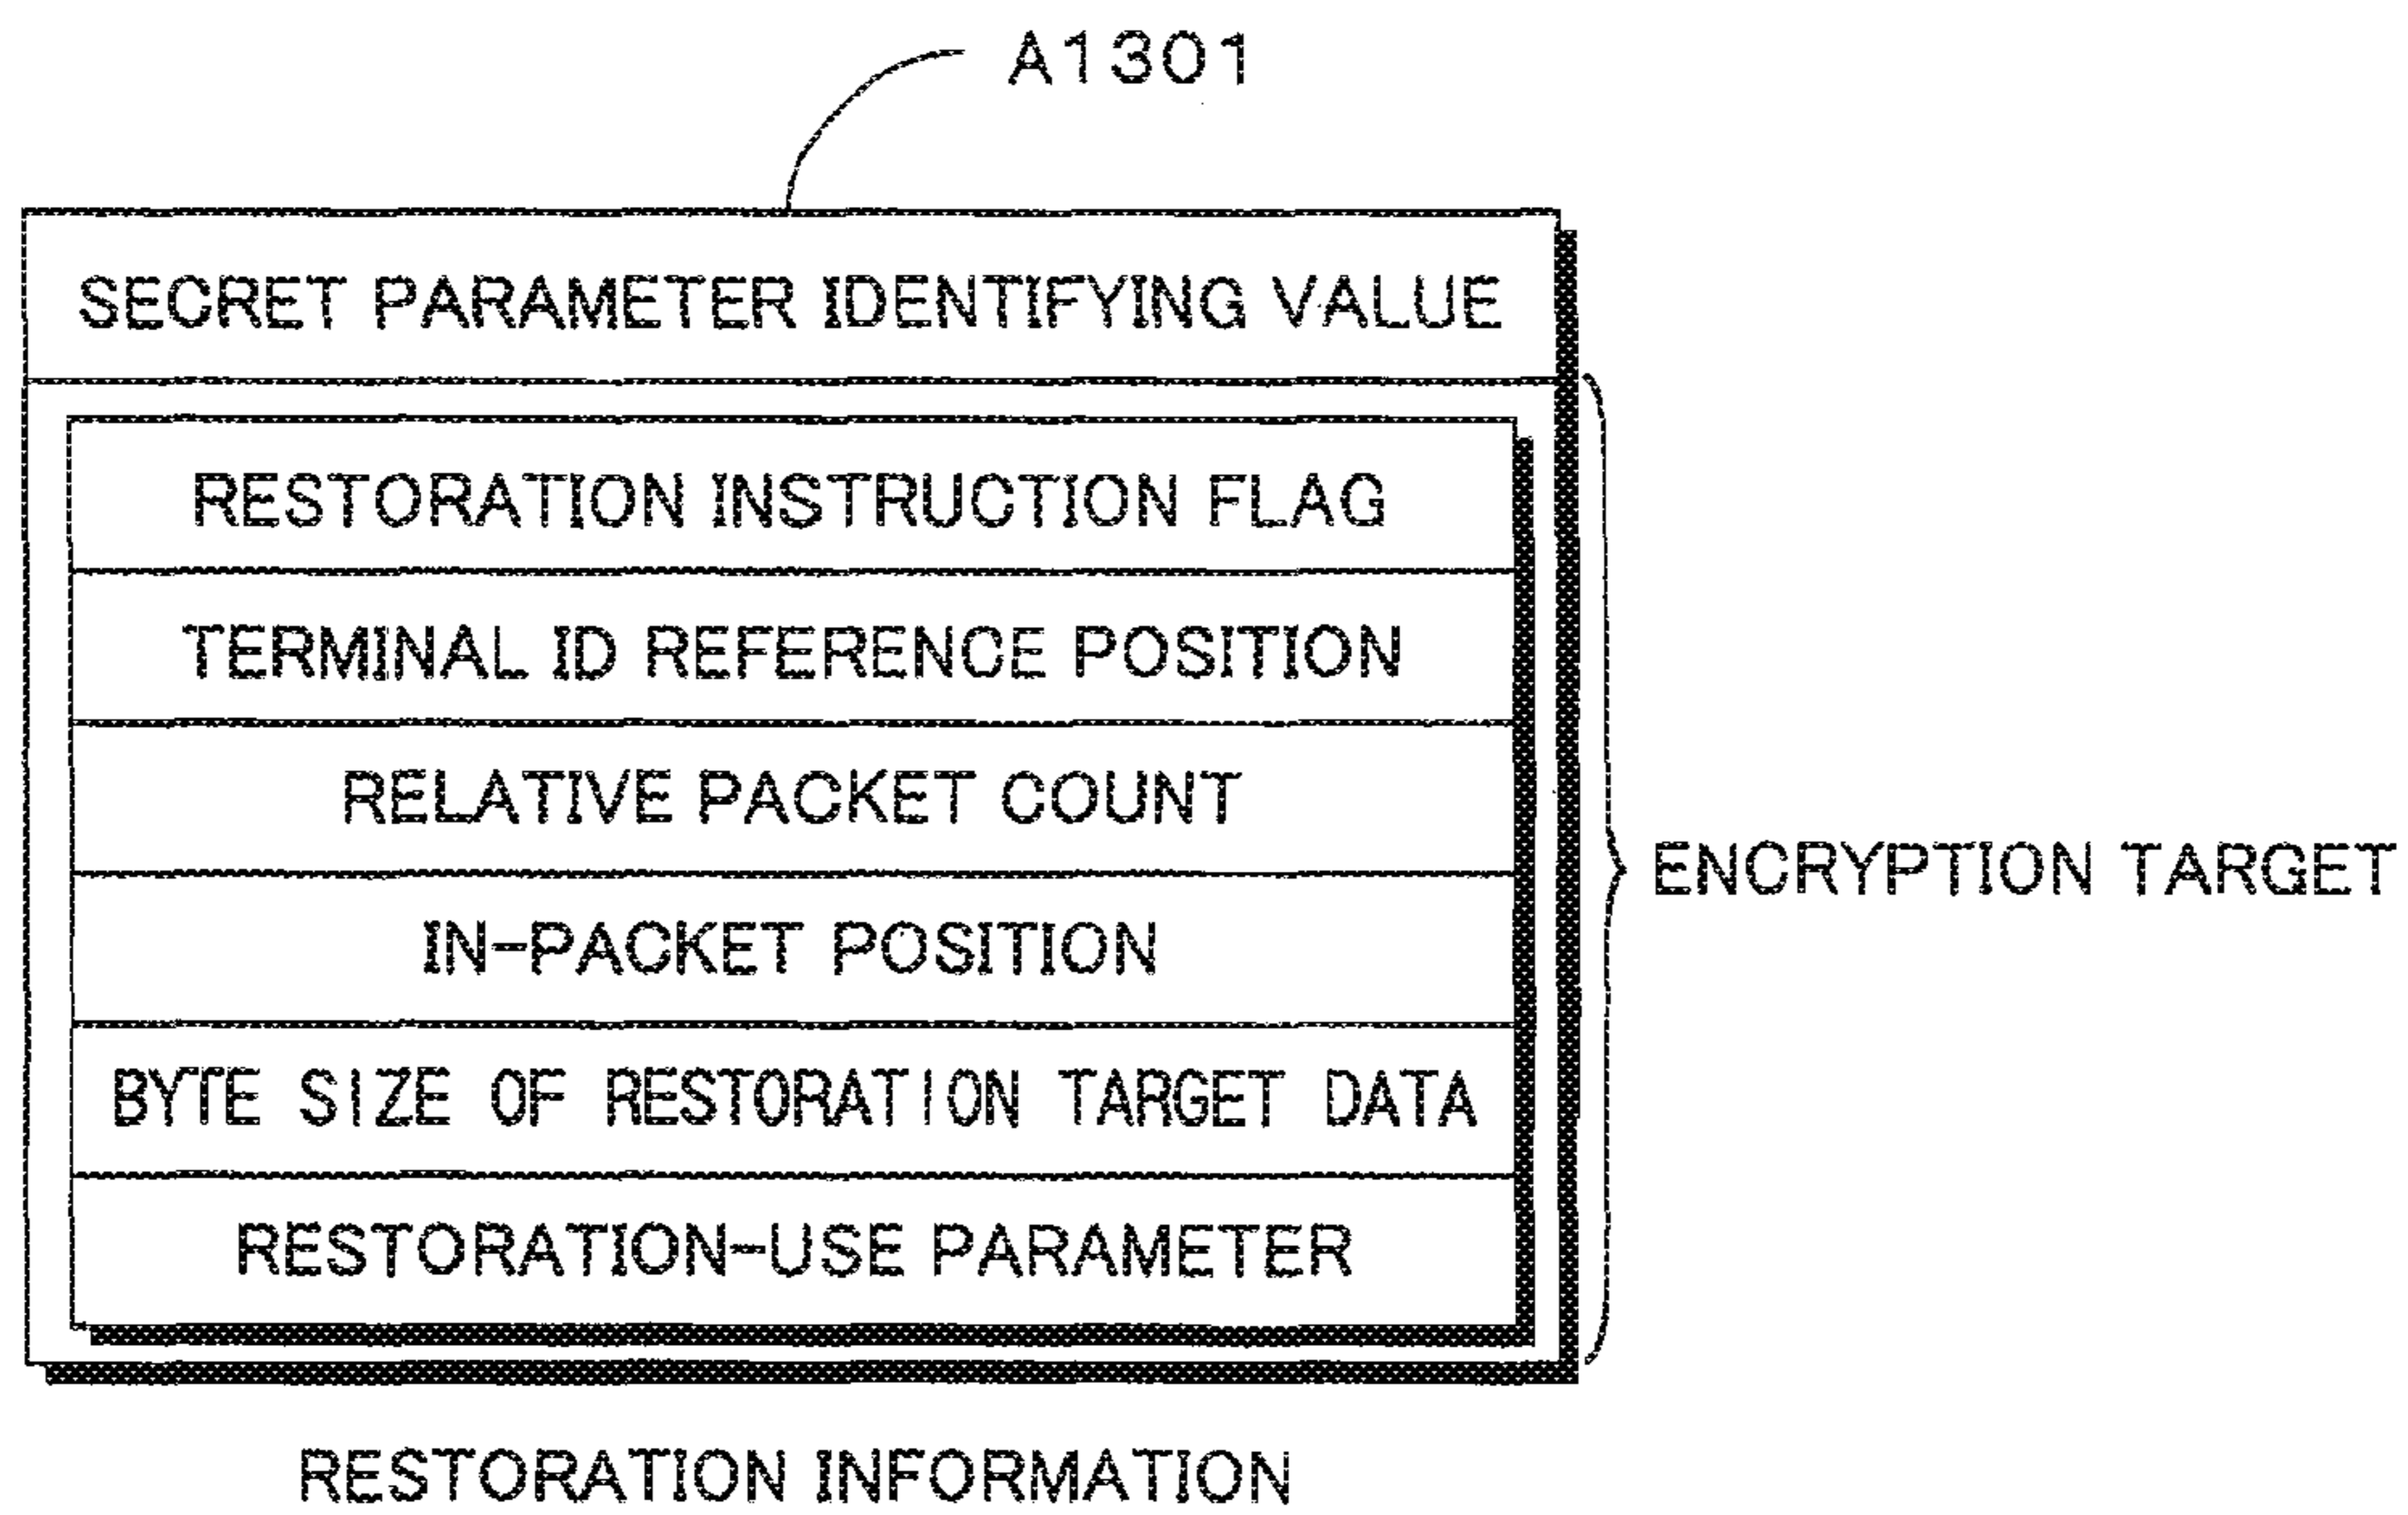 A1301
SECRET PARAMETER IDENTIFYING VALUE
RESTORATION INSTRUCTION FLAG
TERMINAL ID REFERENCE POSITION
RELATIVE PACKET COUNT
IN-PACKET POSITION
ENCRYPTION TARGET
BYTE SIZE OF RESTORATION TARGET DATA
RESTORATION-USE PARAMETER
RESTORATION INFORMATION